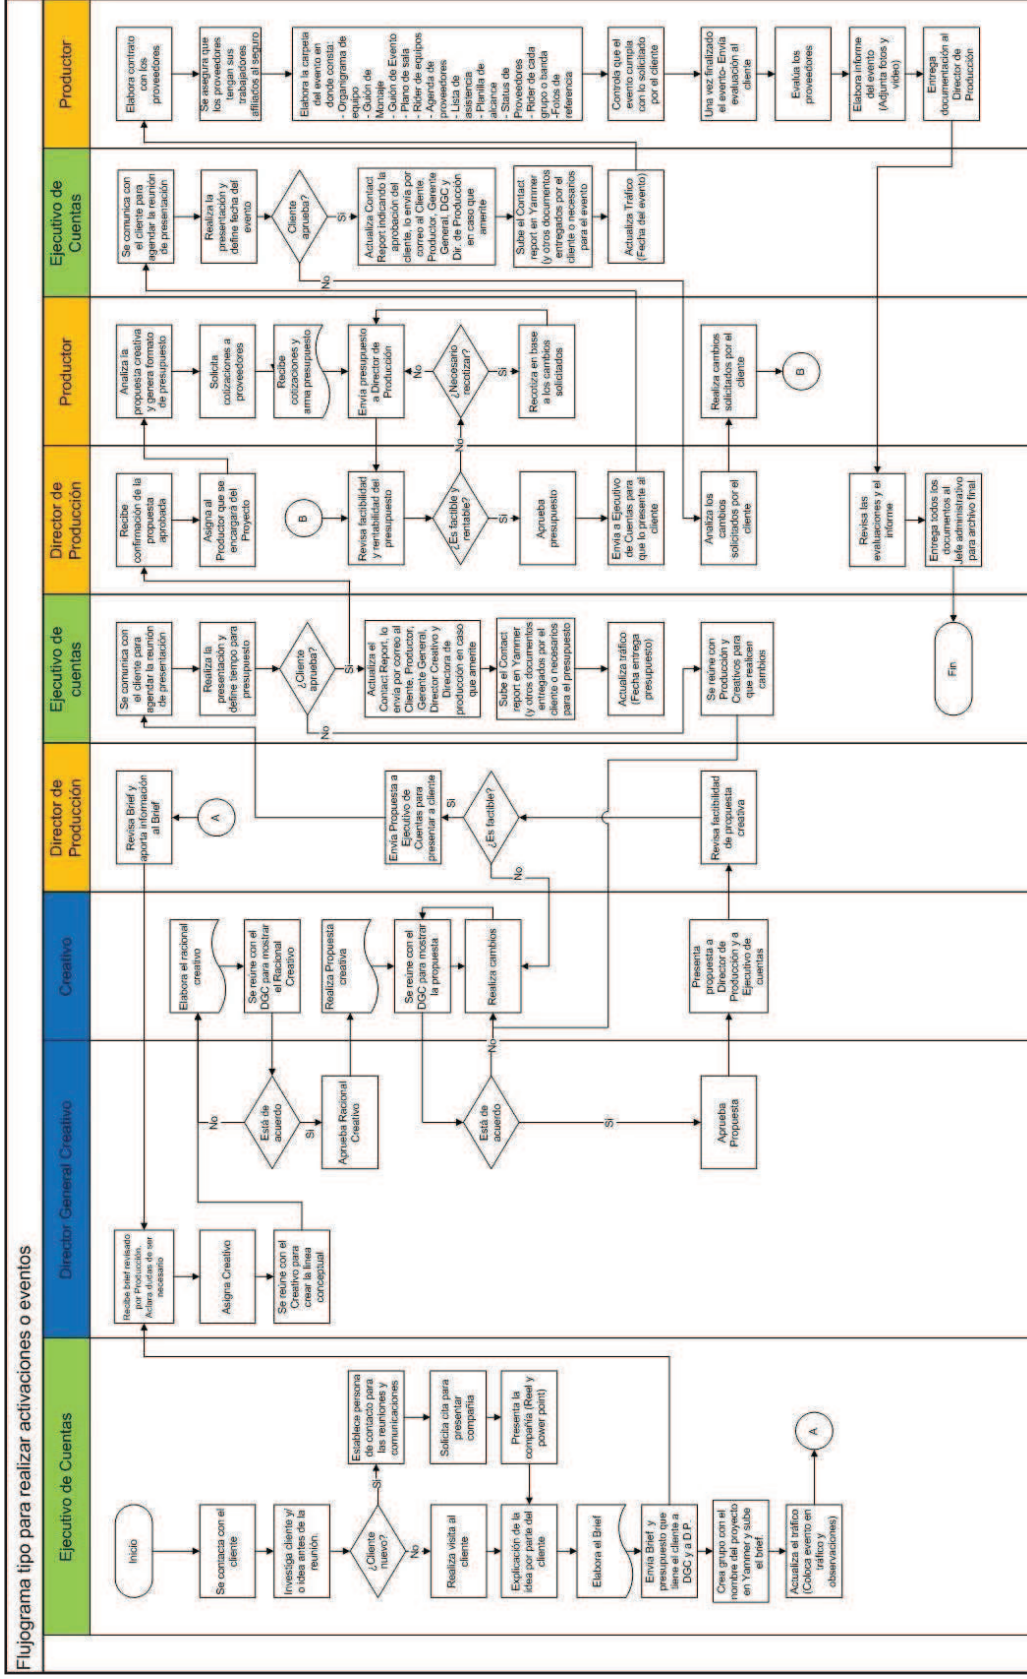 Flujograma tipo para realizar activaciones o eventos
Ejecutivo de Cuentas
Director General Creativo
Creativo
Director de
Producción
Ejecutivo de
cuentas
Director de
Producción
Productor
Ejecutivo de
Cuentas
Productor
Inicio
Se contacta con el
cliente
Investiga cliente y/
o idea antes de la
reunión
¿Cliente
nuevo?
Si
No
Establece persona
de contacto para
las reuniones y
comunicaciones
Solicita cita para
presentar
compañía
Presenta la
compañía (Reel y
power point)
Realiza visita al
cliente
Explicación de la
idea por parte del
cliente
Elabora el Brief
Envía Brief y
presupuesto que
tiene el cliente a
DGC y a D.P.
Crea grupo con el
nombre del proyecto
en Yammer y sube
el brief.
Actualiza el tráfico
(Coloca evento en
tráfico y
observaciones)
A
Recibe brief revisado
por Producción.
Aclara dudas de ser
necesario
Asigna Creativo
Se reúne con el
Creativo para
crear la línea
conceptual
Está de
acuerdo
No
Si
Aprueba Racional
Creativo
Está de
acuerdo
No
Si
Aprueba
Propuesta
Elabora el racional
creativo
Se reúne con el
DGC para mostrar
el Racional
Creativo
Realiza Propuesta
creativa
Se reúne con el
DGC para mostrar
la propuesta
Realiza cambios
Presenta
propuesta a
Director de
Producción y a
Ejecutivo de
cuentas
Revisa Brief y
aporta información
al Brief
A
Envía Propuesta a
Ejecutivo de
Cuentas para
presentar a cliente
Si
¿Es factible?
No
Revisa factibilidad
de propuesta
creativa
Se comunica con
el cliente para
agendar la reunión
de presentación
Realiza la
presentación y
define tiempo para
presupuesto
¿Cliente
aprueba?
Si
No
Actualiza el
Contact Report, lo
envía por correo al
Cliente, Productor,
Gerente General,
Director Creativo y
Directora de
producción en caso
que amerite
Sube el Contact
report en Yammer
(y otros documentos
entregados por el
cliente o necesarios
para el presupuesto
Actualiza tráfico
(Fecha entrega
presupuesto)
Se reúne con
Producción y
Creativos para
que realicen
cambios
Recibe
confirmación de la
propuesta
aprobada
Asigna al
Productor que se
encargará del
Proyecto
B
Revisa factibilidad
y rentabilidad del
presupuesto
¿Es factible y
rentable?
No
Si
Aprueba
presupuesto
Envía a Ejecutivo
de Cuentas para
que lo presente al
cliente
Analiza los
cambios
solicitados por el
cliente
Revisa las
evaluaciones y el
informe
Entrega todos los
documentos al
Jefe administrativo
para archivo final
Fin
Analiza la
propuesta creativa
y genera formato
de presupuesto
Solicita
cotizaciones a
proveedores
Recibe
cotizaciones y
arma presupuesto
Envía presupuesto
a Director de
Producción
No
¿Necesario
recotizar?
Si
Recotiza en base
a los cambios
solicitados
Realiza cambios
solicitados por el
cliente
B
Se comunica con
el cliente para
agendar la reunión
de presentación
Realiza la
presentación y
define fecha del
evento
Cliente
aprueba?
Si
No
Actualiza Contact
Report indicando la
aprobación del
cliente, lo envía por
correo al Cliente,
Productor, Gerente
General, DGC y
Dir. de Producción
en caso que
amerite
Sube el Contact
report en Yammer
(y otros documentos
entregados por el
cliente o necesarios
para el evento
Actualiza Tráfico
(Fecha del evento)
Elabora contrato
con los
proveedores
Se asegura que
los proveedores
tengan sus
trabajadores
afiliados al seguro
Elabora la carpeta
del evento en
donde consta:
- Organigrama de
equipo
- Guión de
Montaje
- Guión de Evento
- Plano de sala
- Rider de equipos
- Agenda de
proveedores
- Lista de
asistencia
- Planilla de
alcance
- Status de
Proveedores
- Rider de cada
grupo o banda
-Fotos de
referencia
Controla que el
evento cumpla
con lo solicitado
por el cliente
Una vez finalizado
el evento- Envía
evaluación al
cliente
Evalúa los
proveedores
Elabora informe
del evento
(Adjunta fotos y
video)
Entrega
documentación al
Director de
Producción